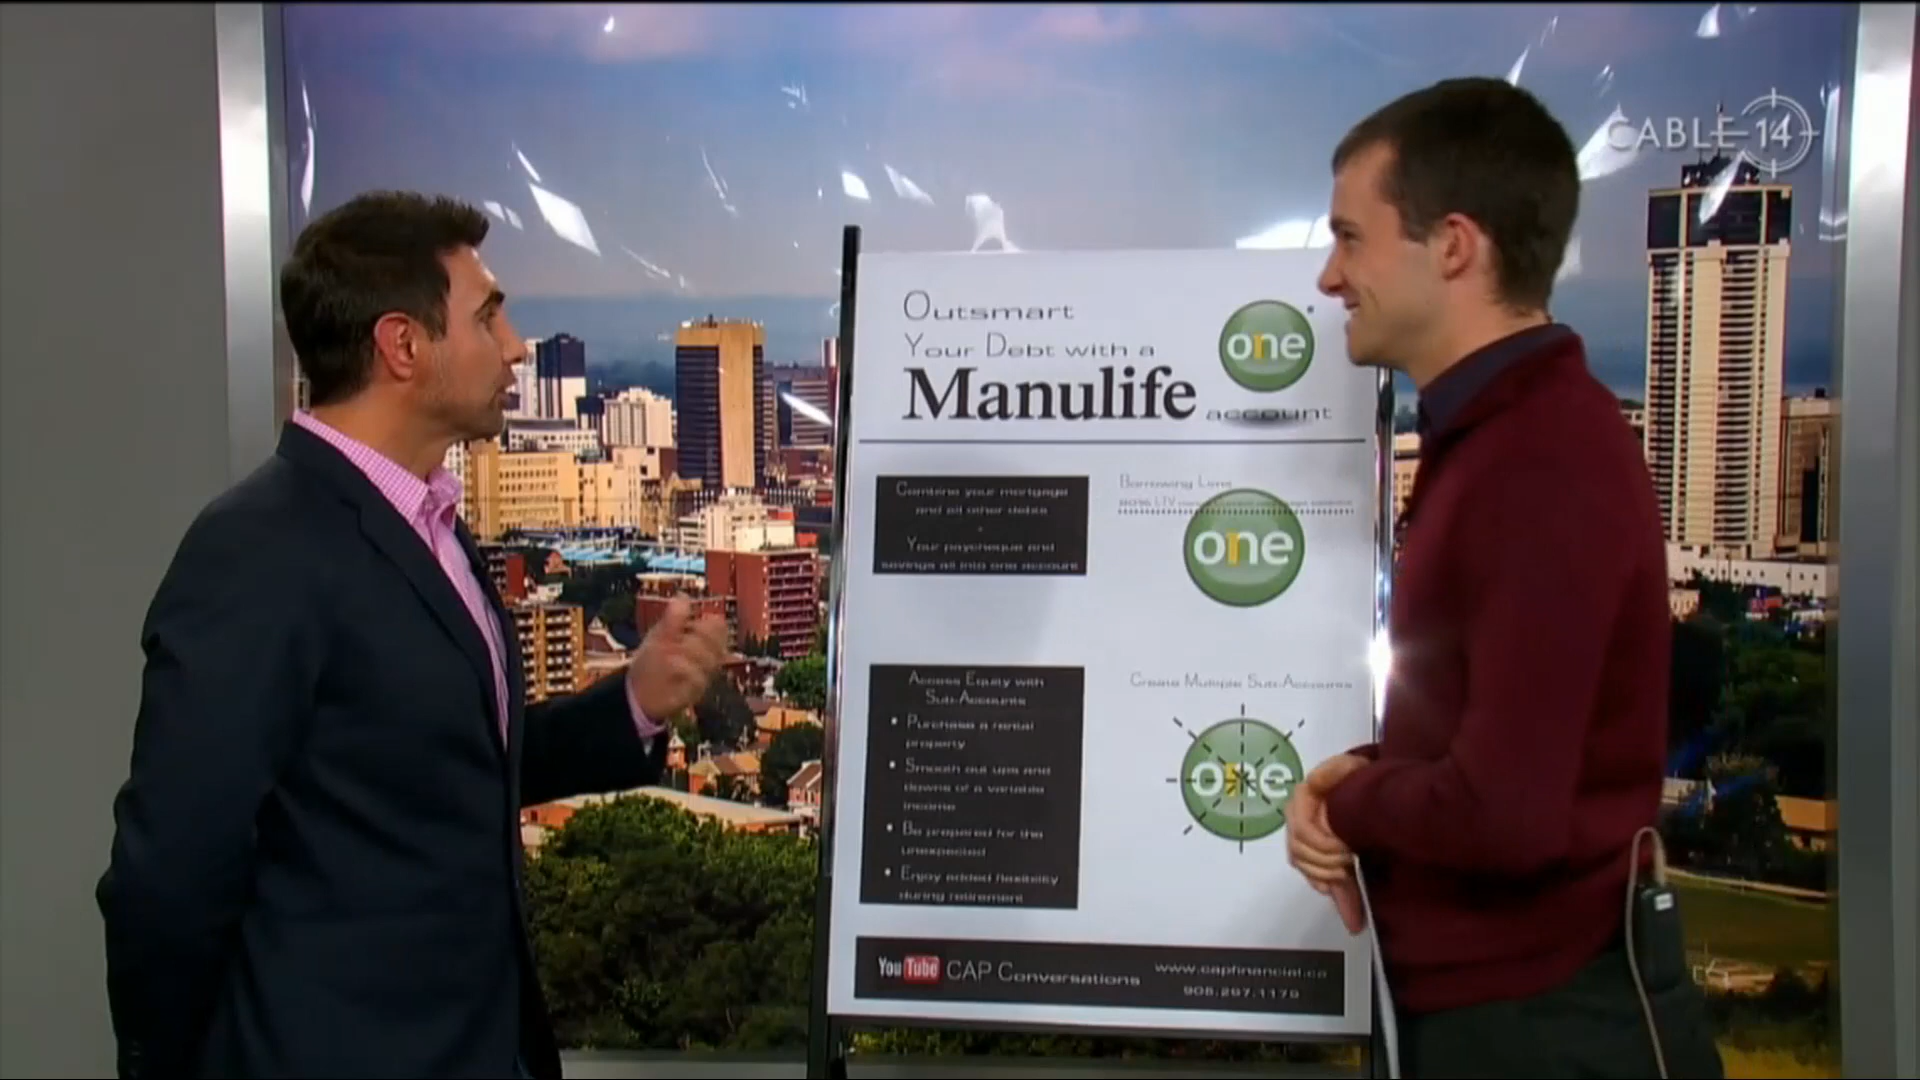 CABLE 14
Outsmart
Your Debt with a
Manulife
one
account
Combine your mortgage
and all other debts
-
Your paycheque and
savings all into one account
Borrowing Limit
80% LTV
one
Access Equity with
Sub-Accounts
• Purchase a rental
property
• Smooth out ups and
downs of a variable
income
• Be prepared for the
unexpected
• Enjoy added flexibility
during retirement
Create Multiple Sub-Accounts
one
YouTube CAP Conversations
www.capfinancial.ca
905.297.1179